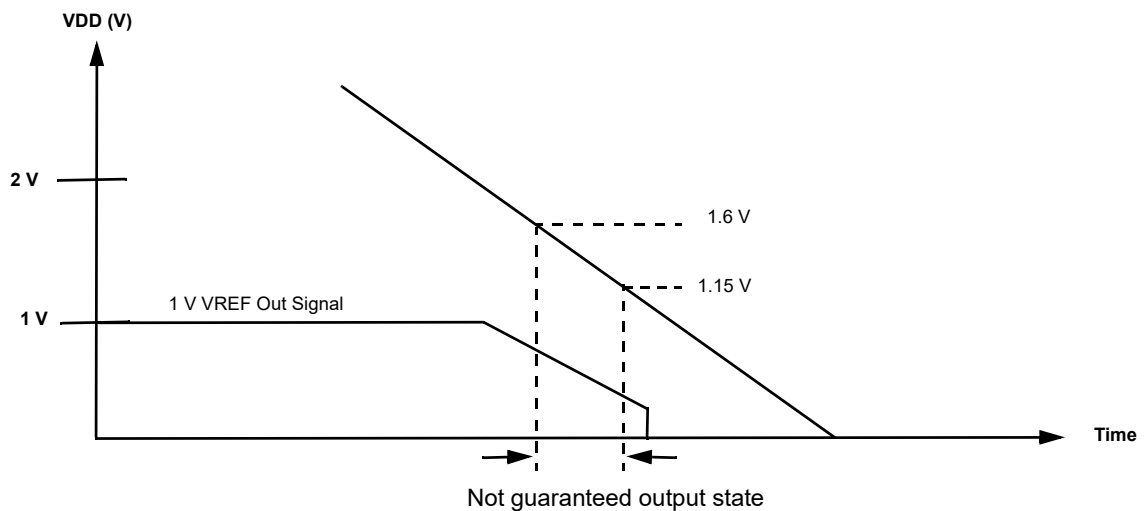 VDD (V)
2 V
1.6 V
1.15 V
1 V VREF Out Signal
1 V
Time
Not guaranteed output state